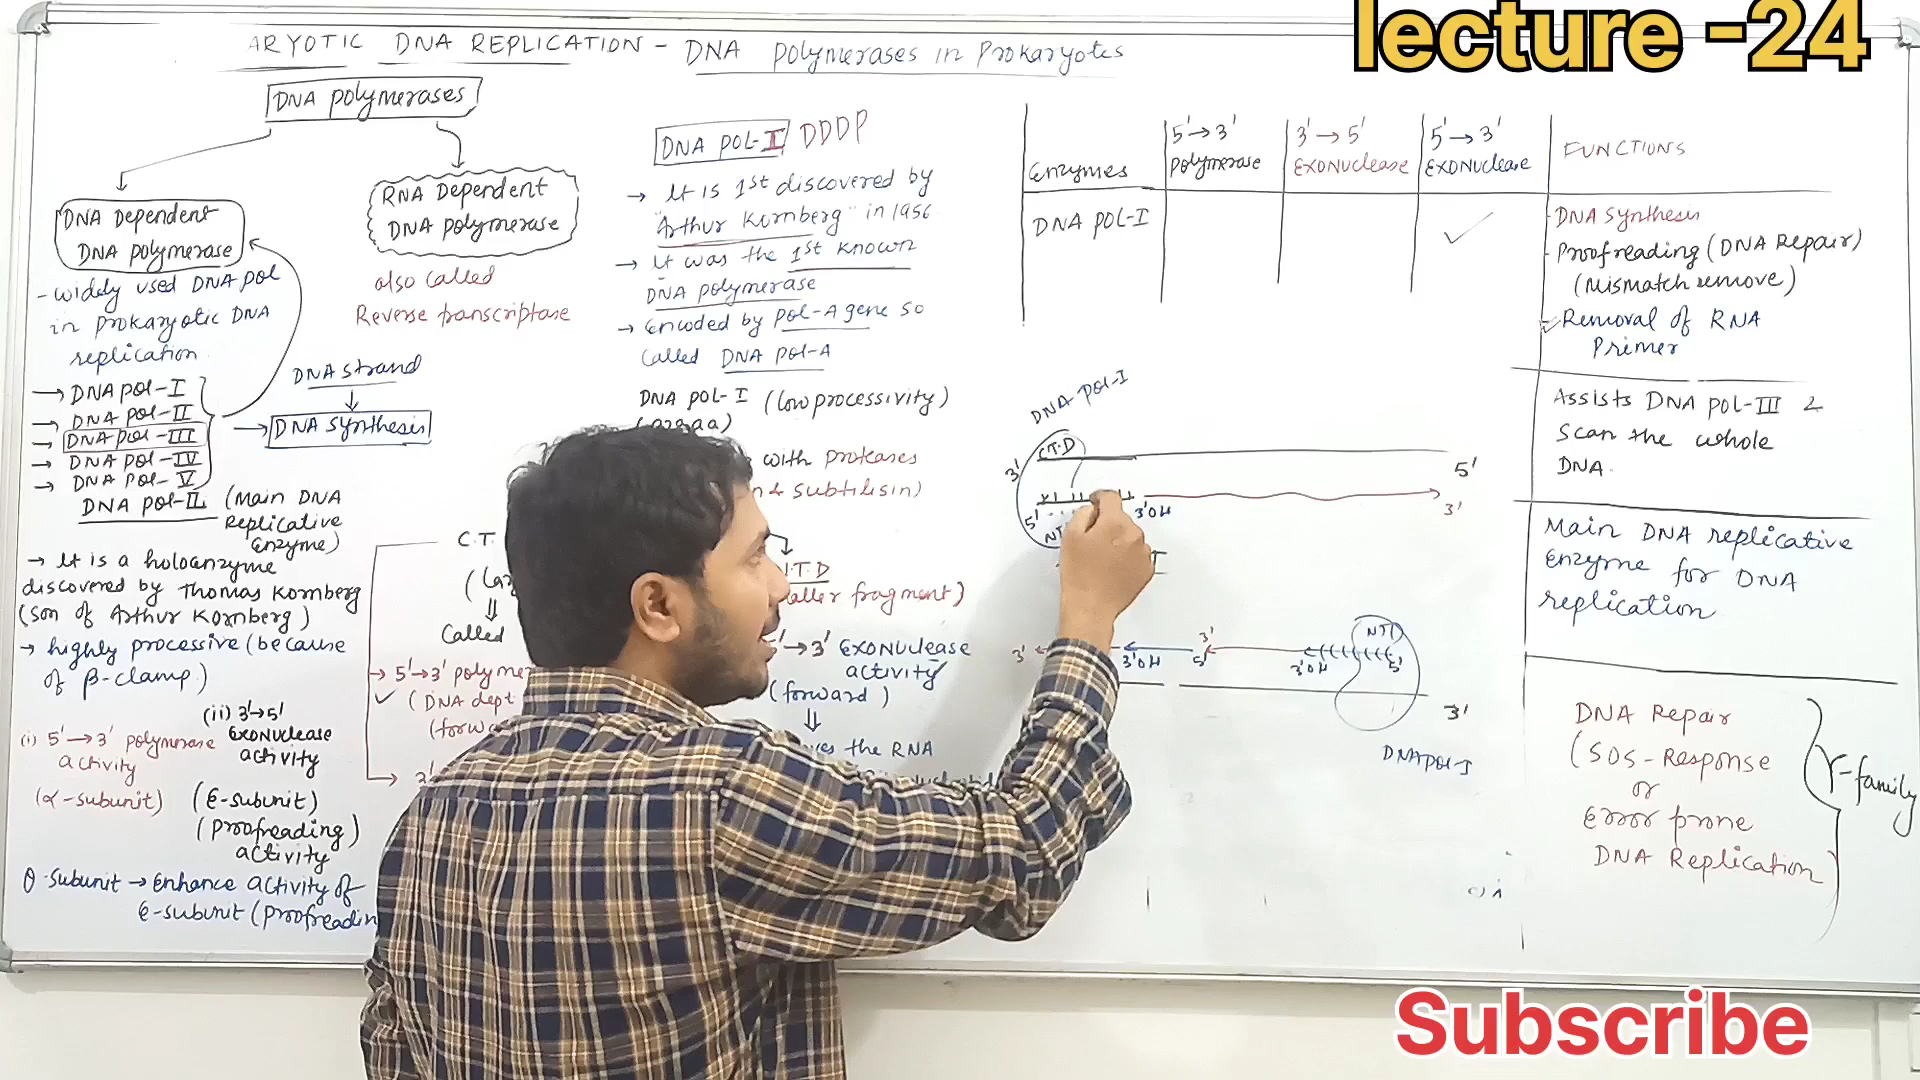 lecture -24
ARYOTIC DNA REPLICATION - DNA Polymerases in Prokaryotes
DNA Polymerases
DNA Dependent
DNA Polymerase
- widely used DNA pol
in prokaryotic DNA
replication
→ DNA pol-I
→ DNA pol-II
→ DNA pol-III
→ DNA pol-IV
→ DNA pol-V
RNA Dependent
DNA Polymerase
also called
Reverse transcriptase
DNA strand
↓
→ DNA Synthesis
(Main DNA
Replicative
Enzyme)
→ It is a holoenzyme
discovered by Thomas Kornberg
(son of Arthur Kornberg)
→ highly processive (because
of β-clamp.)
(i) 5'→3' polymerase
activity
(α-subunit)
(ii) 3'→5'
EXONuclease
activity
(ε-subunit)
(Proofreading)
activity
θ-subunit → Enhance activity of
ε-subunit (Proofreadin
DNA Pol-I DDDP
→ It is 1st discovered by
"Arthur Kornberg" in 1956
→ It was the 1st known
DNA polymerase
→ Encoded by pol-A gene so
called DNA pol-A
DNA pol-I (low processivity)
with proteases
& subtilisin)
C.T.
Called
→ 5'→3' polyme
✓ (DNA dept
T.D
aller fragment)
→3' EXONuclease
activity
(forward)
⇓
the RNA
Enzymes
5'→3'
Polymerase
3'→5'
EXONuclease
5'→3'
EXONuclease
FUNCTIONS
DNA Pol-I
✓
- DNA Synthesis
- Proofreading (DNA Repair)
(Mismatch remove)
✓ Removal of RNA
Primer
Assists DNA pol-III &
scan the whole
DNA.
Main DNA replicative
Enzyme for DNA
replication
DNA Repair
(SOS-Response
or
Error prone
DNA Replication)
Y-family
DNA Pol-I
C.T.D
3'
5'
5'
3'OH
3'
3'
3'OH
3'
5'
3'OH
NTD
5'
3'
DNA Pol-I
Subscribe